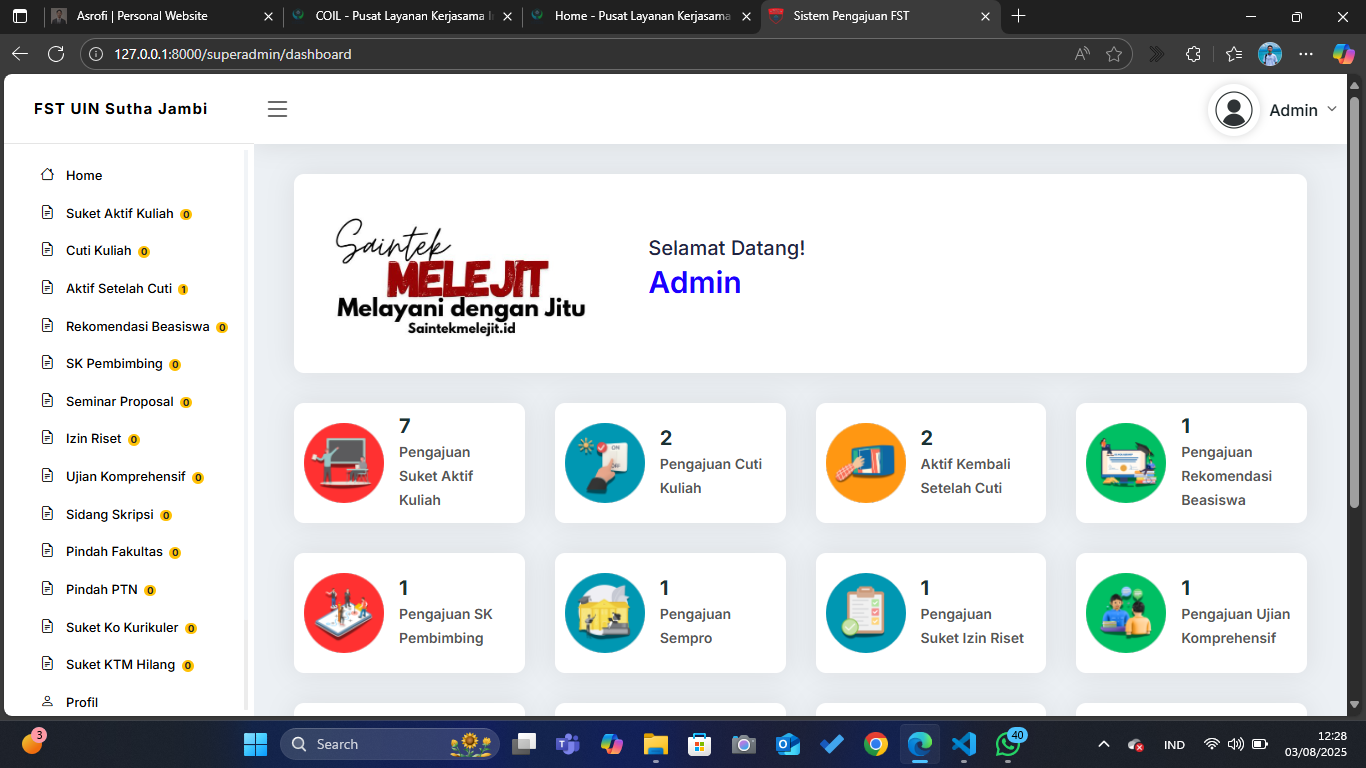 Asrofi | Personal Website
COIL - Pusat Layanan Kerjasama I
Home - Pusat Layanan Kerjasama
Sistem Pengajuan FST
127.0.0.1:8000/superadmin/dashboard
FST UIN Sutha Jambi
Admin
Home
Suket Aktif Kuliah 0
Cuti Kuliah 0
Aktif Setelah Cuti 1
Rekomendasi Beasiswa 0
SK Pembimbing 0
Seminar Proposal 0
Izin Riset 0
Ujian Komprehensif 0
Sidang Skripsi 0
Pindah Fakultas 0
Pindah PTN 0
Suket Ko Kurikuler 0
Suket KTM Hilang 0
Profil
Saintek
MELEJIT
Melayani dengan Jitu
Saintekmelejit.id
Selamat Datang!
Admin
7
Pengajuan
Suket Aktif
Kuliah
2
Pengajuan Cuti
Kuliah
2
Aktif Kembali
Setelah Cuti
1
Pengajuan
Rekomendasi
Beasiswa
1
Pengajuan SK
Pembimbing
1
Pengajuan
Sempro
1
Pengajuan
Suket Izin Riset
1
Pengajuan Ujian
Komprehensif
3
Search
40
IND
12:28
03/08/2025